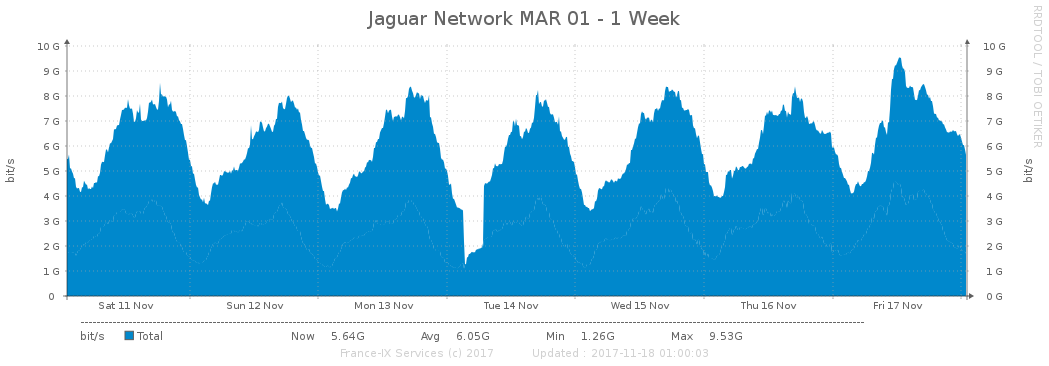 Jaguar Network MAR 01 - 1 Week
RRDTOOL / TOBI OETIKER
bit/s
bit/s
10 G 10 G
9 G 9 G
8 G 8 G
7 G 7 G
6 G 6 G
5 G 5 G
4 G 4 G
3 G 3 G
2 G 2 G
1 G 1 G
0 0 G
Sat 11 Nov Sun 12 Nov Mon 13 Nov Tue 14 Nov Wed 15 Nov Thu 16 Nov Fri 17 Nov
bit/s Total Now 5.64G Avg 6.05G Min 1.26G Max 9.53G
France-IX Services (c) 2017 Updated : 2017-11-18 01:00:03